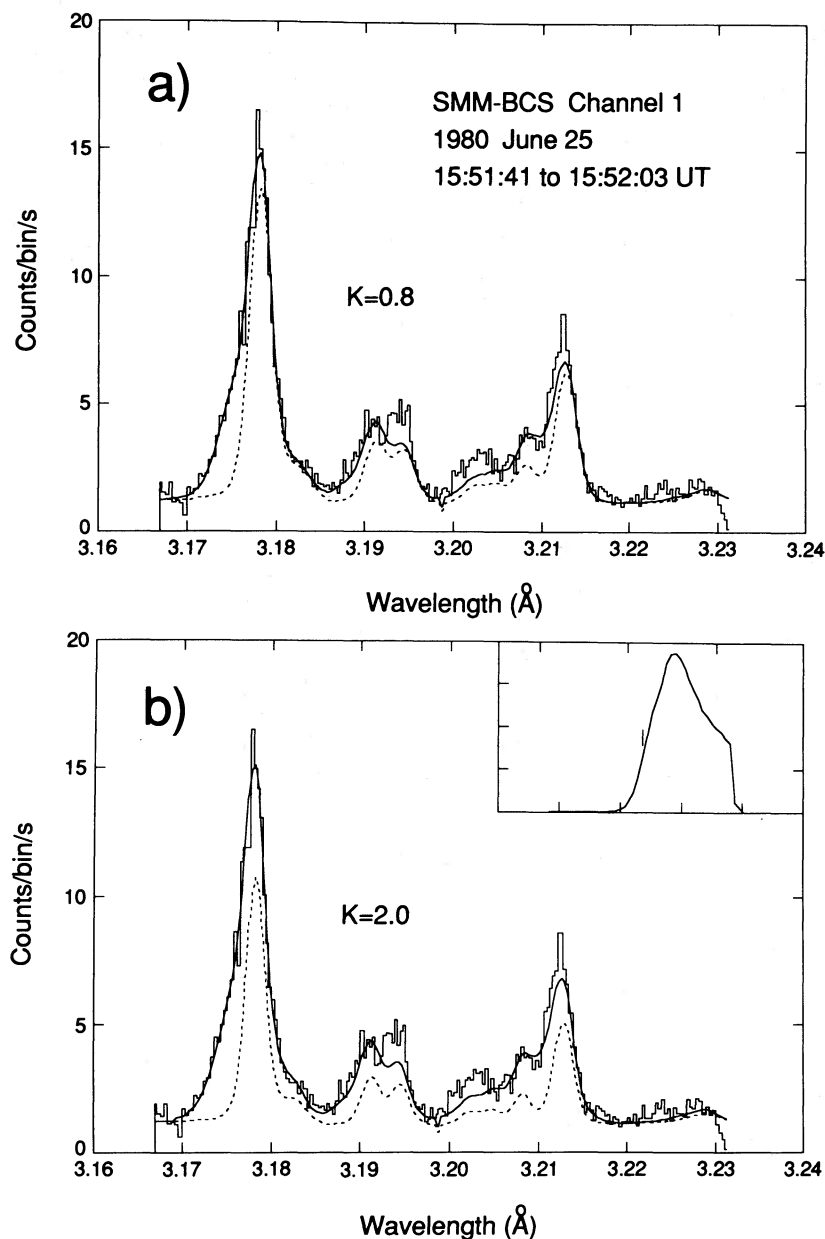 20
a)
SMM-BCS Channel 1
1980 June 25
15:51:41 to 15:52:03 UT
15
Counts/bin/s
10
K=0.8
5
0
3.16 3.17 3.18 3.19 3.20 3.21 3.22 3.23 3.24
Wavelength (Å)
20
b)
15
Counts/bin/s
10
K=2.0
5
0
3.16 3.17 3.18 3.19 3.20 3.21 3.22 3.23 3.24
Wavelength (Å)